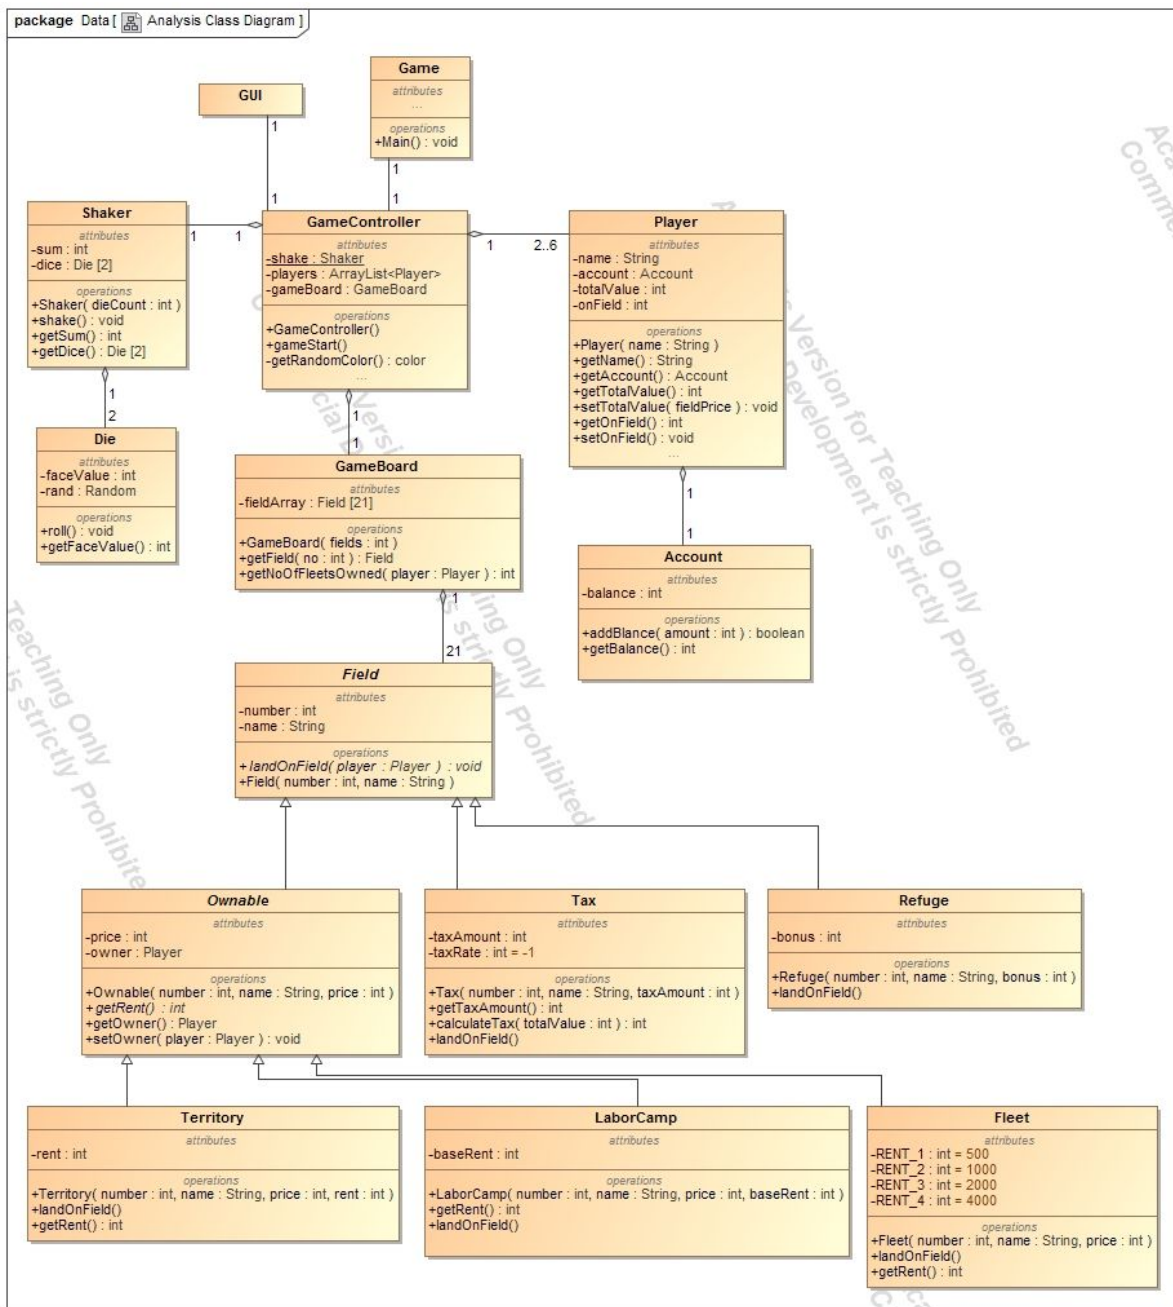 package Data [ Analysis Class Diagram ]
GUI
1
1
Game
attributes
...
operations
+Main() : void
1
1
Shaker
attributes
-sum : int
-dice : Die [2]
operations
+Shaker( dieCount : int )
+shake() : void
+getSum() : int
+getDice() : Die [2]
1
1
1
2
GameController
attributes
-shake : Shaker
-players : ArrayList<Player>
-gameBoard : GameBoard
operations
+GameController()
+gameStart()
-getRandomColor() : color
...
1
2..6
1
1
Player
attributes
-name : String
-account : Account
-totalValue : int
-onField : int
operations
+Player( name : String )
+getName() : String
+getAccount() : Account
+getTotalValue() : int
+setTotalValue( fieldPrice ) : void
+getOnField() : int
+setOnField() : void
...
1
1
Die
attributes
-faceValue : int
-rand : Random
operations
+roll() : void
+getFaceValue() : int
GameBoard
attributes
-fieldArray : Field [21]
operations
+GameBoard( fields : int )
+getField( no : int ) : Field
+getNoOfFleetsOwned( player : Player ) : int
1
21
Account
attributes
-balance : int
operations
+addBlance( amount : int ) : boolean
+getBalance() : int
Field
attributes
-number : int
-name : String
operations
+landOnField( player : Player ) : void
+Field( number : int, name : String )
Ownable
attributes
-price : int
-owner : Player
operations
+Ownable( number : int, name : String, price : int )
+getRent() : int
+getOwner() : Player
+setOwner( player : Player ) : void
Tax
attributes
-taxAmount : int
-taxRate : int = -1
operations
+Tax( number : int, name : String, taxAmount : int )
+getTaxAmount() : int
+calculateTax( totalValue : int ) : int
+landOnField()
Refuge
attributes
-bonus : int
operations
+Refuge( number : int, name : String, bonus : int )
+landOnField()
Territory
attributes
-rent : int
operations
+Territory( number : int, name : String, price : int, rent : int )
+landOnField()
+getRent() : int
LaborCamp
attributes
-baseRent : int
operations
+LaborCamp( number : int, name : String, price : int, baseRent : int )
+getRent() : int
+landOnField()
Fleet
attributes
-RENT_1 : int = 500
-RENT_2 : int = 1000
-RENT_3 : int = 2000
-RENT_4 : int = 4000
operations
+Fleet( number : int, name : String, price : int )
+landOnField()
+getRent() : int
Version for Teaching Only
Development is strictly Prohibited
Teaching Only
is strictly Prohibited